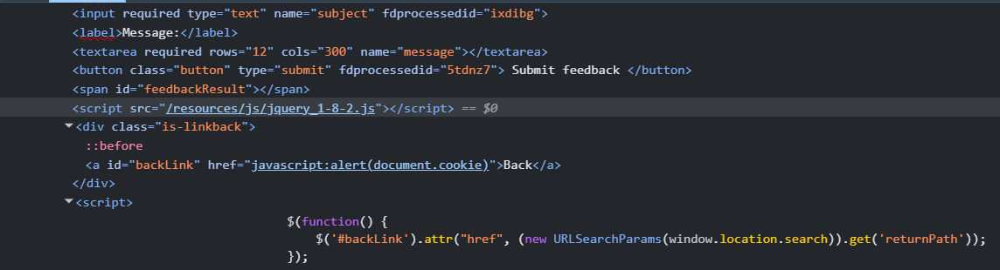 <input required type="text" name="subject" fdprocessedid="ixdibg">
<label>Message:</label>
<textarea required rows="12" cols="300" name="message"></textarea>
<button class="button" type="submit" fdprocessedid="5tdnz7"> Submit feedback </button>
<span id="feedbackResult"></span>
<script src="/resources/js/jquery_1-8-2.js"></script> == $0
<div class="is-linkback">
::before
<a id="backLink" href="javascript:alert(document.cookie)">Back</a>
</div>
<script>
$(function() {
$('#backLink').attr("href", (new URLSearchParams(window.location.search)).get('returnPath'));
});